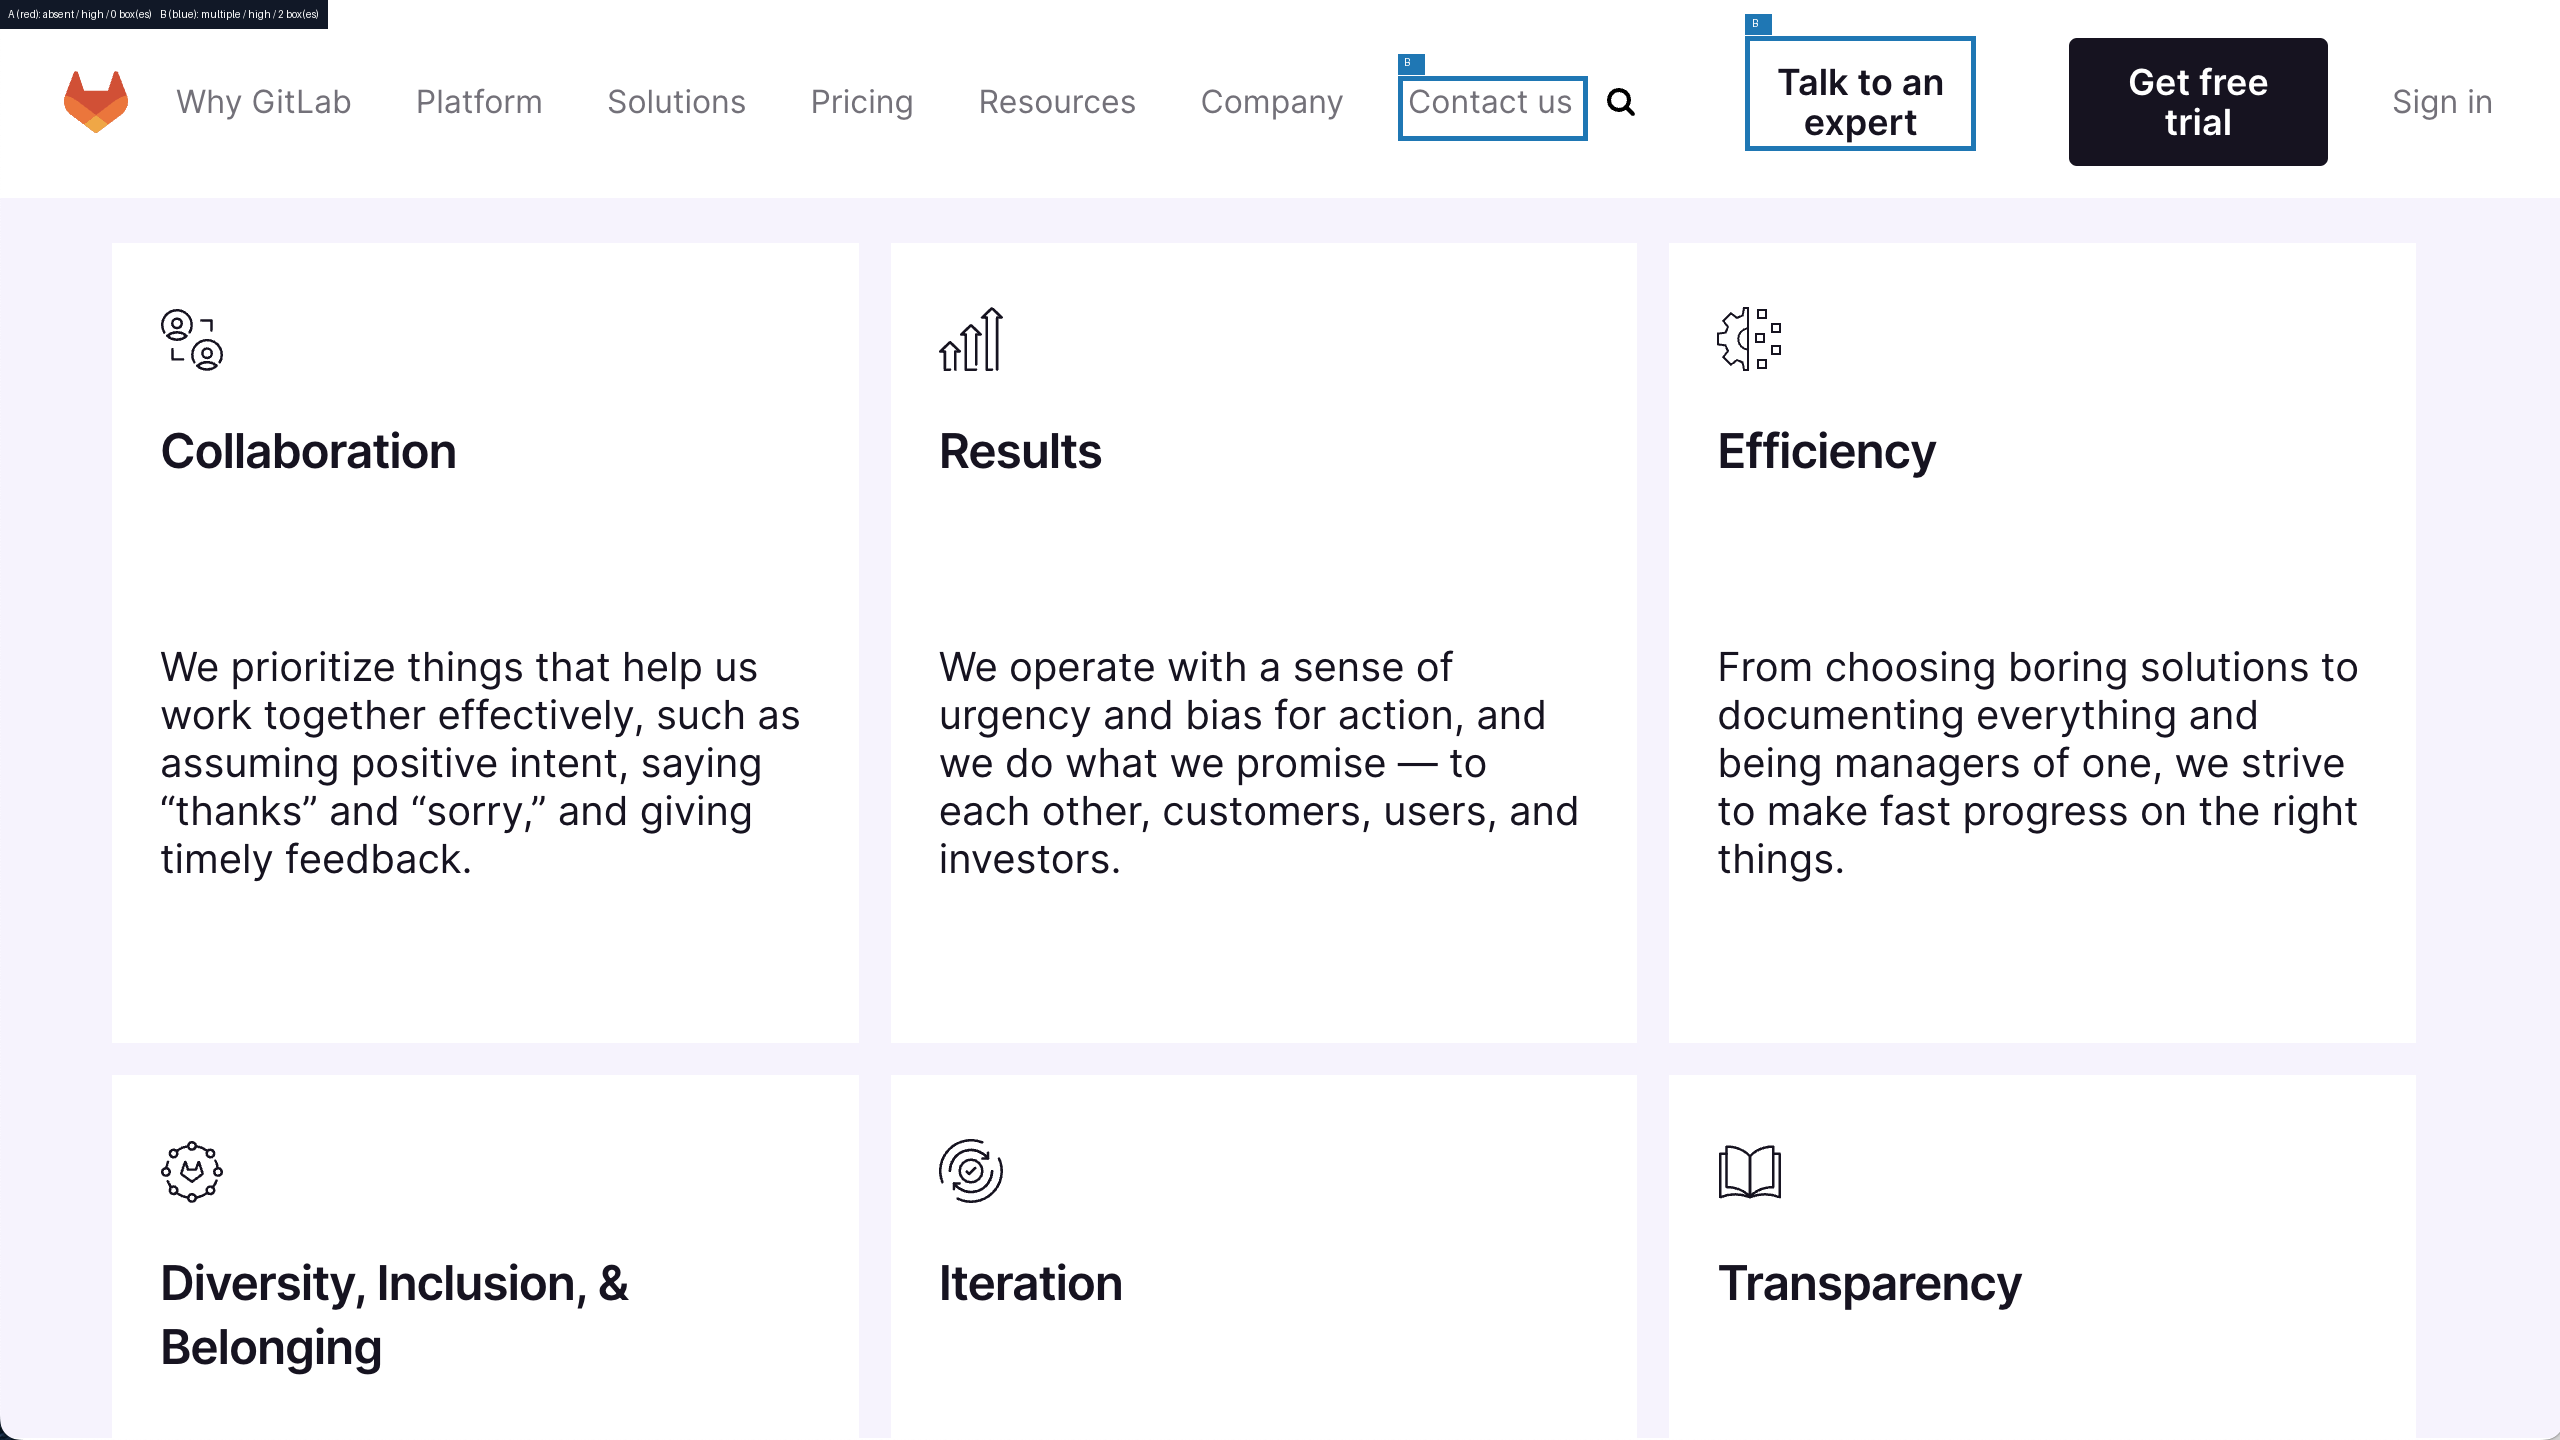 A (red): absent / high / 0 box(es)   B (blue): multiple / high / 2 box(es)
B
B
Why GitLab
Platform
Solutions
Pricing
Resources
Company
Contact us
Talk to an
expert
Get free
trial
Sign in
Collaboration
We prioritize things that help us
work together effectively, such as
assuming positive intent, saying
“thanks” and “sorry,” and giving
timely feedback.
Results
We operate with a sense of
urgency and bias for action, and
we do what we promise — to
each other, customers, users, and
investors.
Efficiency
From choosing boring solutions to
documenting everything and
being managers of one, we strive
to make fast progress on the right
things.
Diversity, Inclusion, &
Belonging
Iteration
Transparency